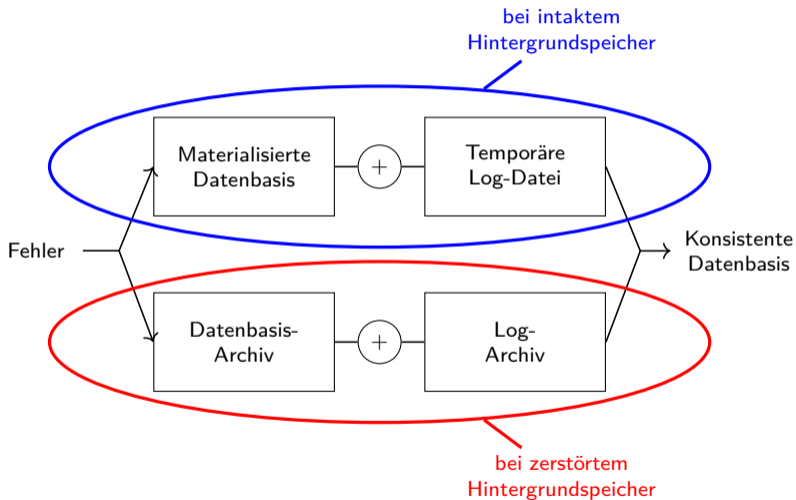 bei intaktem
Hintergrundspeicher
Materialisierte
Datenbasis
+
Temporäre
Log-Datei
Fehler
Konsistente
Datenbasis
Datenbasis-
Archiv
+
Log-
Archiv
bei zerstörtem
Hintergrundspeicher